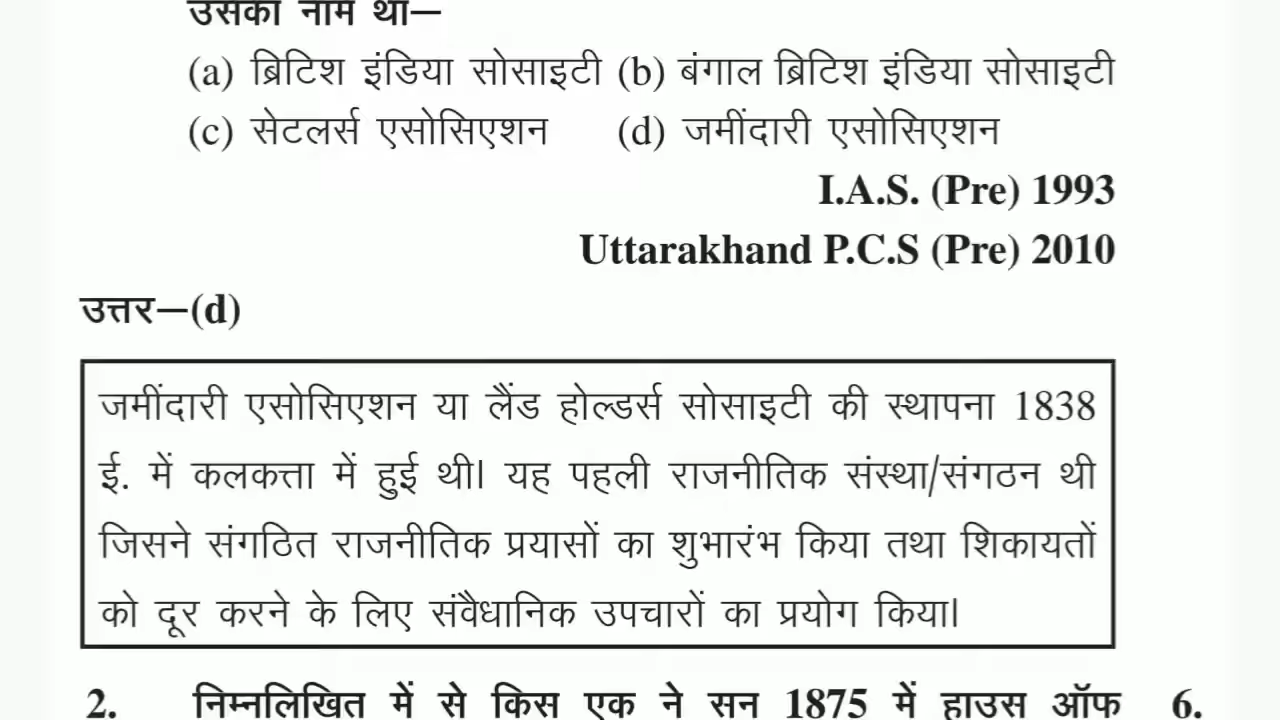 उसका नाम था—
(a) ब्रिटिश इंडिया सोसाइटी (b) बंगाल ब्रिटिश इंडिया सोसाइटी
(c) सेटलर्स एसोसिएशन (d) जमींदारी एसोसिएशन
I.A.S. (Pre) 1993
Uttarakhand P.C.S (Pre) 2010
उत्तर—(d)
जमींदारी एसोसिएशन या लैंड होल्डर्स सोसाइटी की स्थापना 1838
ई. में कलकत्ता में हुई थी। यह पहली राजनीतिक संस्था/संगठन थी
जिसने संगठित राजनीतिक प्रयासों का शुभारंभ किया तथा शिकायतों
को दूर करने के लिए संवैधानिक उपचारों का प्रयोग किया।
2. निम्नलिखित में से किस एक ने सन 1875 में हाउस ऑफ 6.